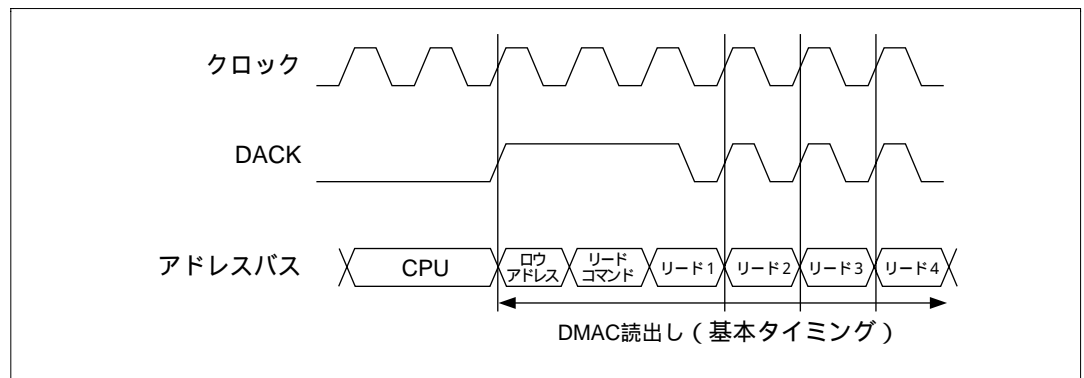 クロック
DACK
アドレスバス
CPU
ロウ
アドレス
リード
コマンド
リード1
リード2
リード3
リード4
DMAC読出し(基本タイミング)